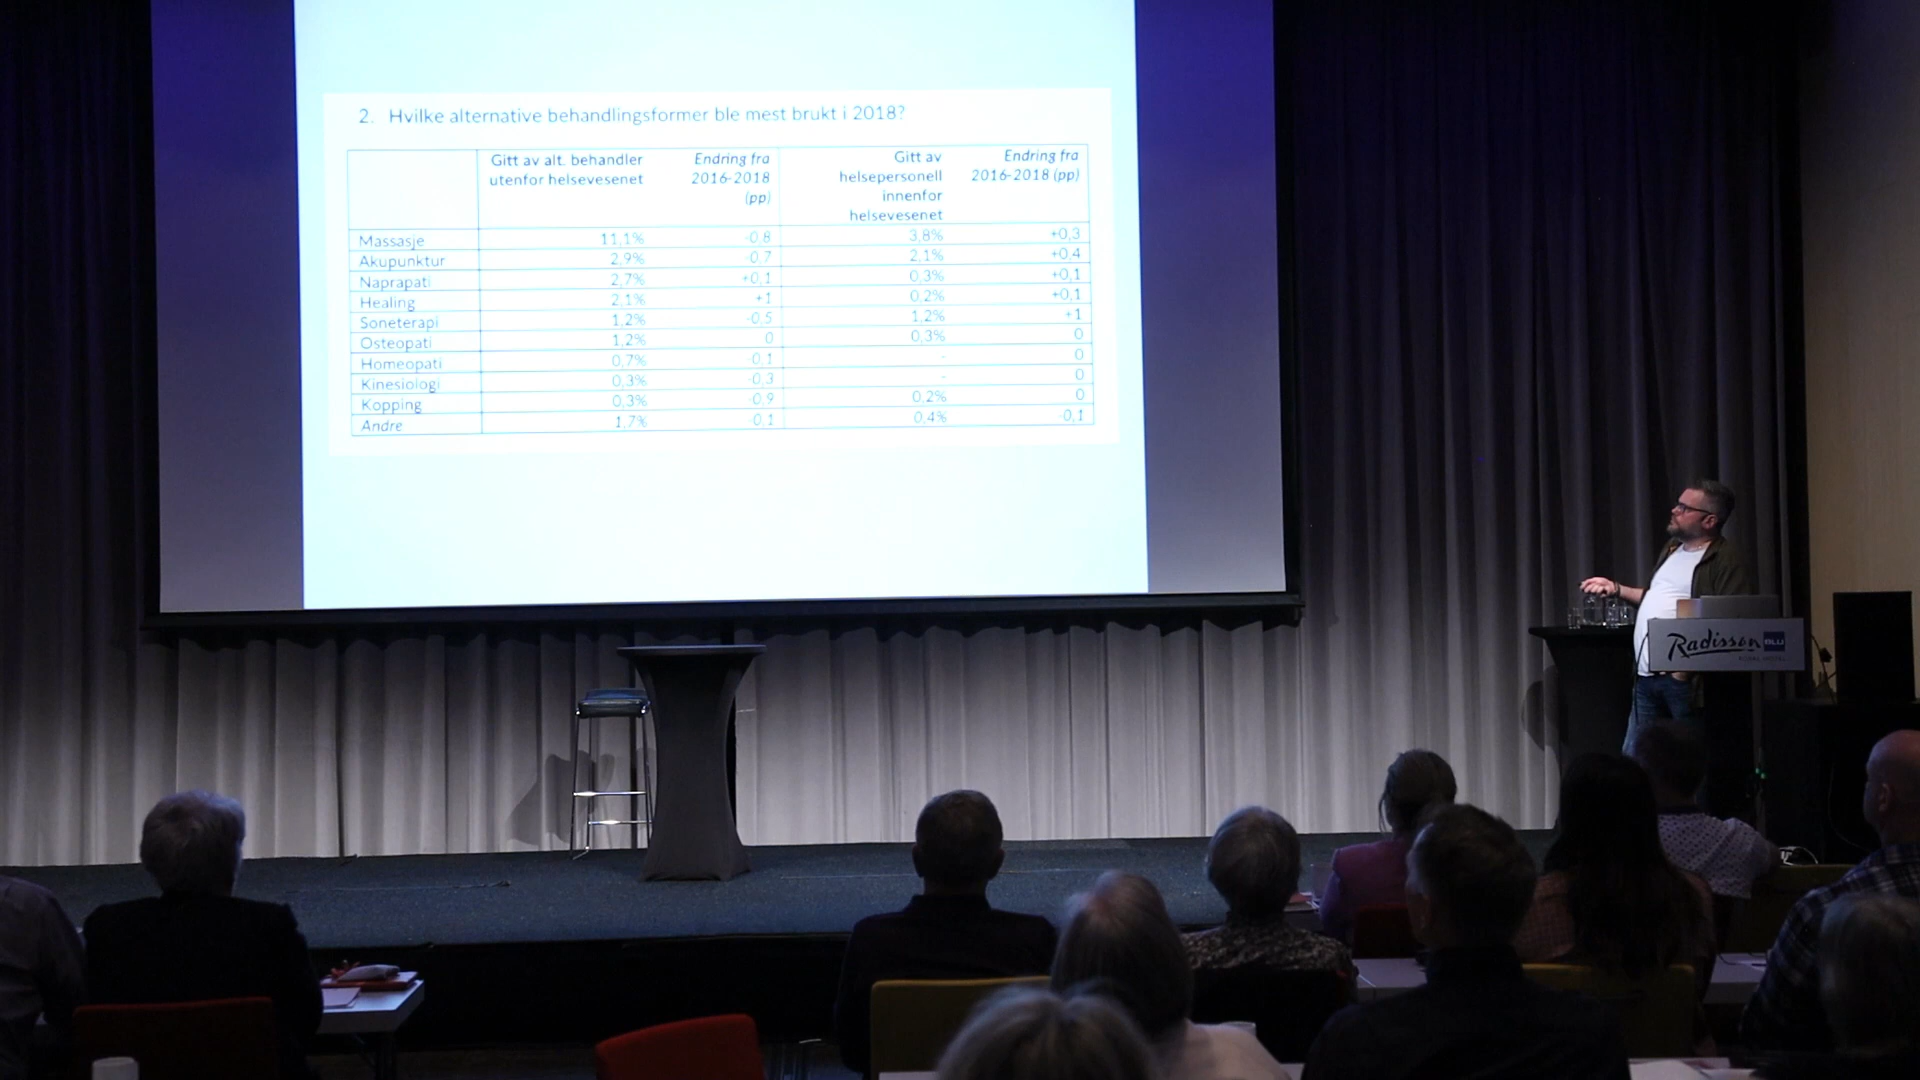 2. Hvilke alternative behandlingsformer ble mest brukt i 2018?
Gitt av alt. behandler utenfor helsevesenet
Endring fra 2016-2018 (pp)
Gitt av helsepersonell innenfor helsevesenet
Endring fra 2016-2018 (pp)
Massasje 11,1% -0,8 3,8% +0,3
Akupunktur 2,9% -0,7 2,1% +0,4
Naprapati 2,7% +0,1 0,3% +0,1
Healing 2,1% +1 0,2% +0,1
Soneterapi 1,2% -0,5 1,2% +1
Osteopati 1,2% 0 0,3% 0
Homeopati 0,7% -0,1 - 0
Kinesiologi 0,3% -0,3 - 0
Kopping 0,3% -0,9 0,2% 0
Andre 1,7% -0,1 0,4% -0,1
Radisson BLU